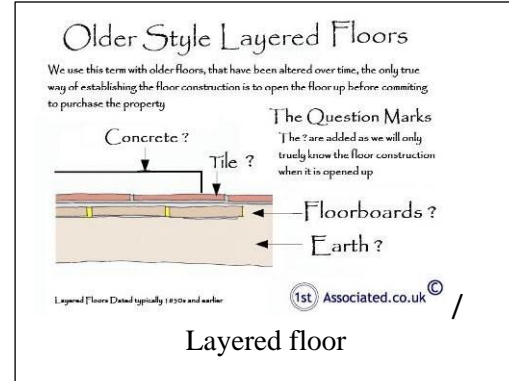 Older Style Layered Floors
We use this term with older floors, that have been altered over time, the only true
way of establishing the floor construction is to open the floor up before commiting
to purchase the property
The Question Marks
The ? are added as we will only
truely know the floor construction
when it is opened up
Concrete ?
Tile ?
Floorboards ?
Earth ?
Layered Floors Dated typically 1830s and earlier
1st Associated.co.uk ©
/
Layered floor